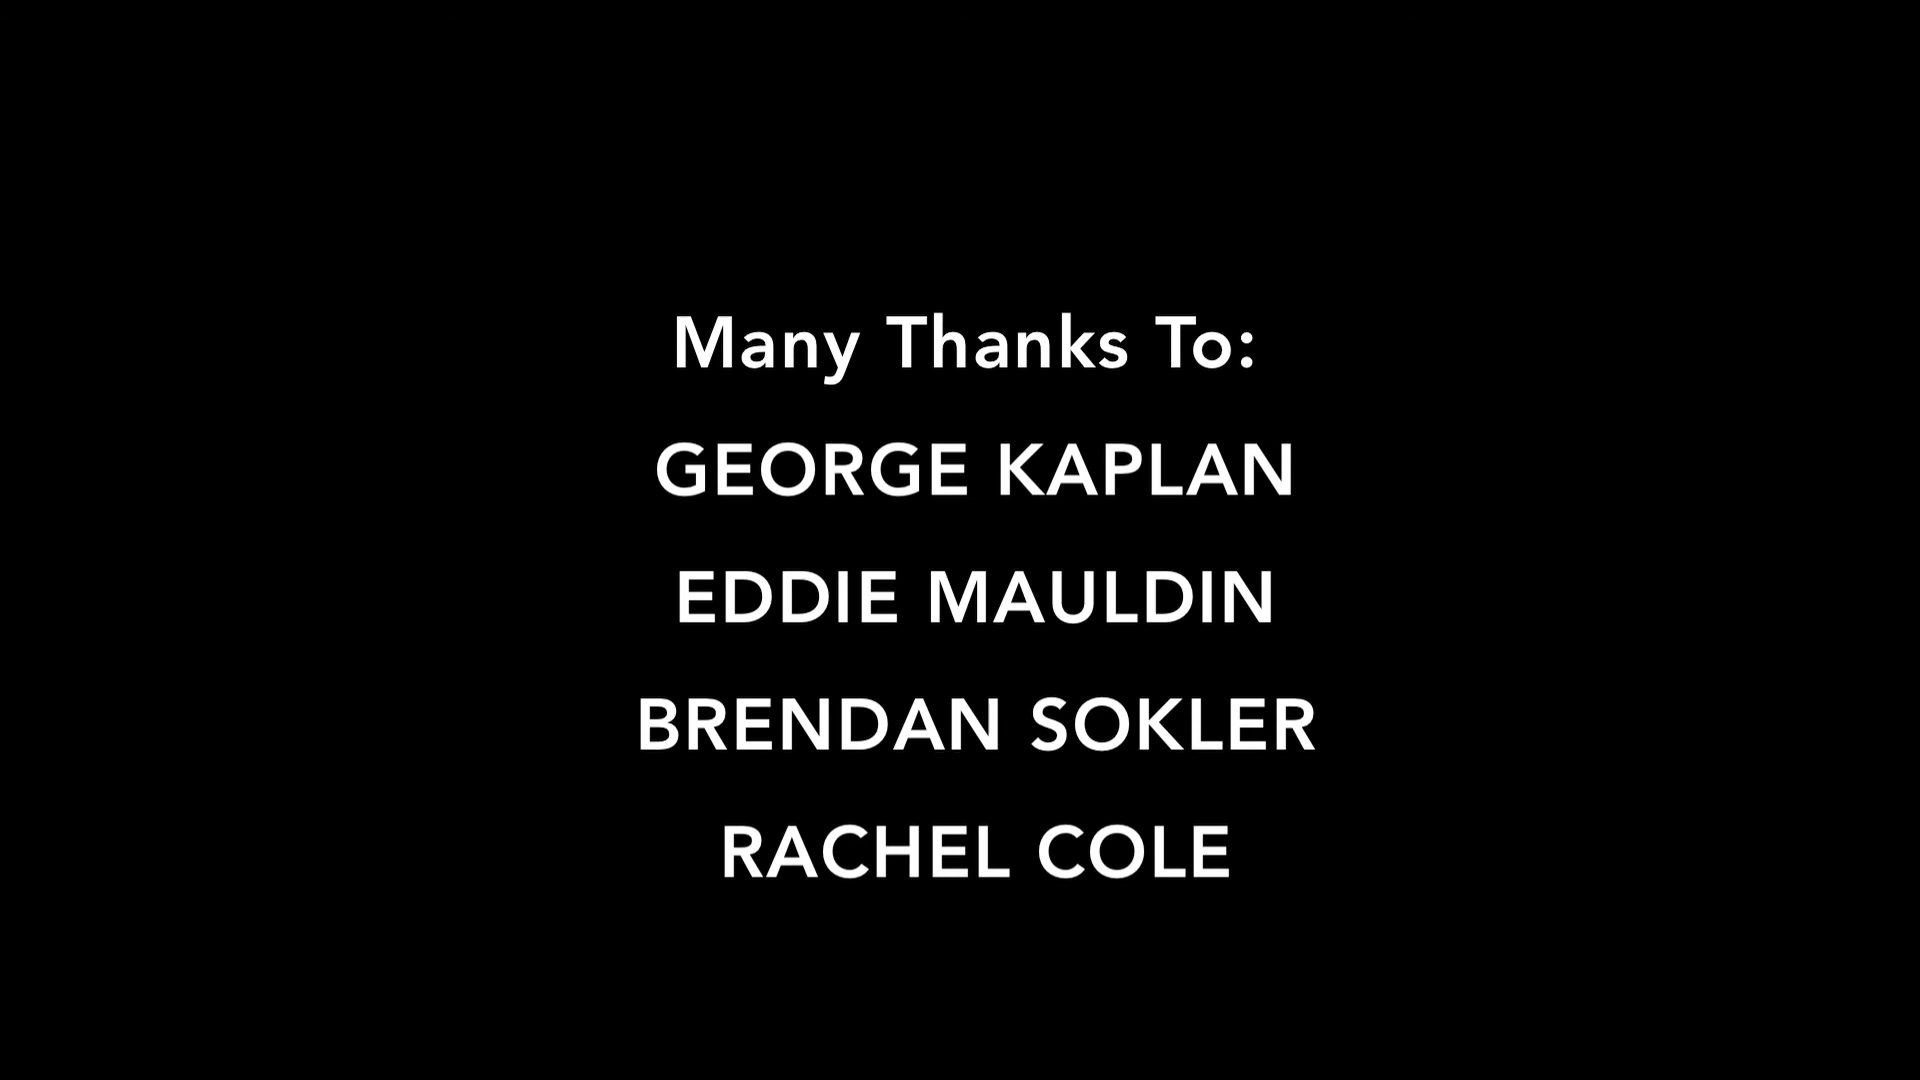 Many Thanks To:
GEORGE KAPLAN
EDDIE MAULDIN
BRENDAN SOKLER
RACHEL COLE